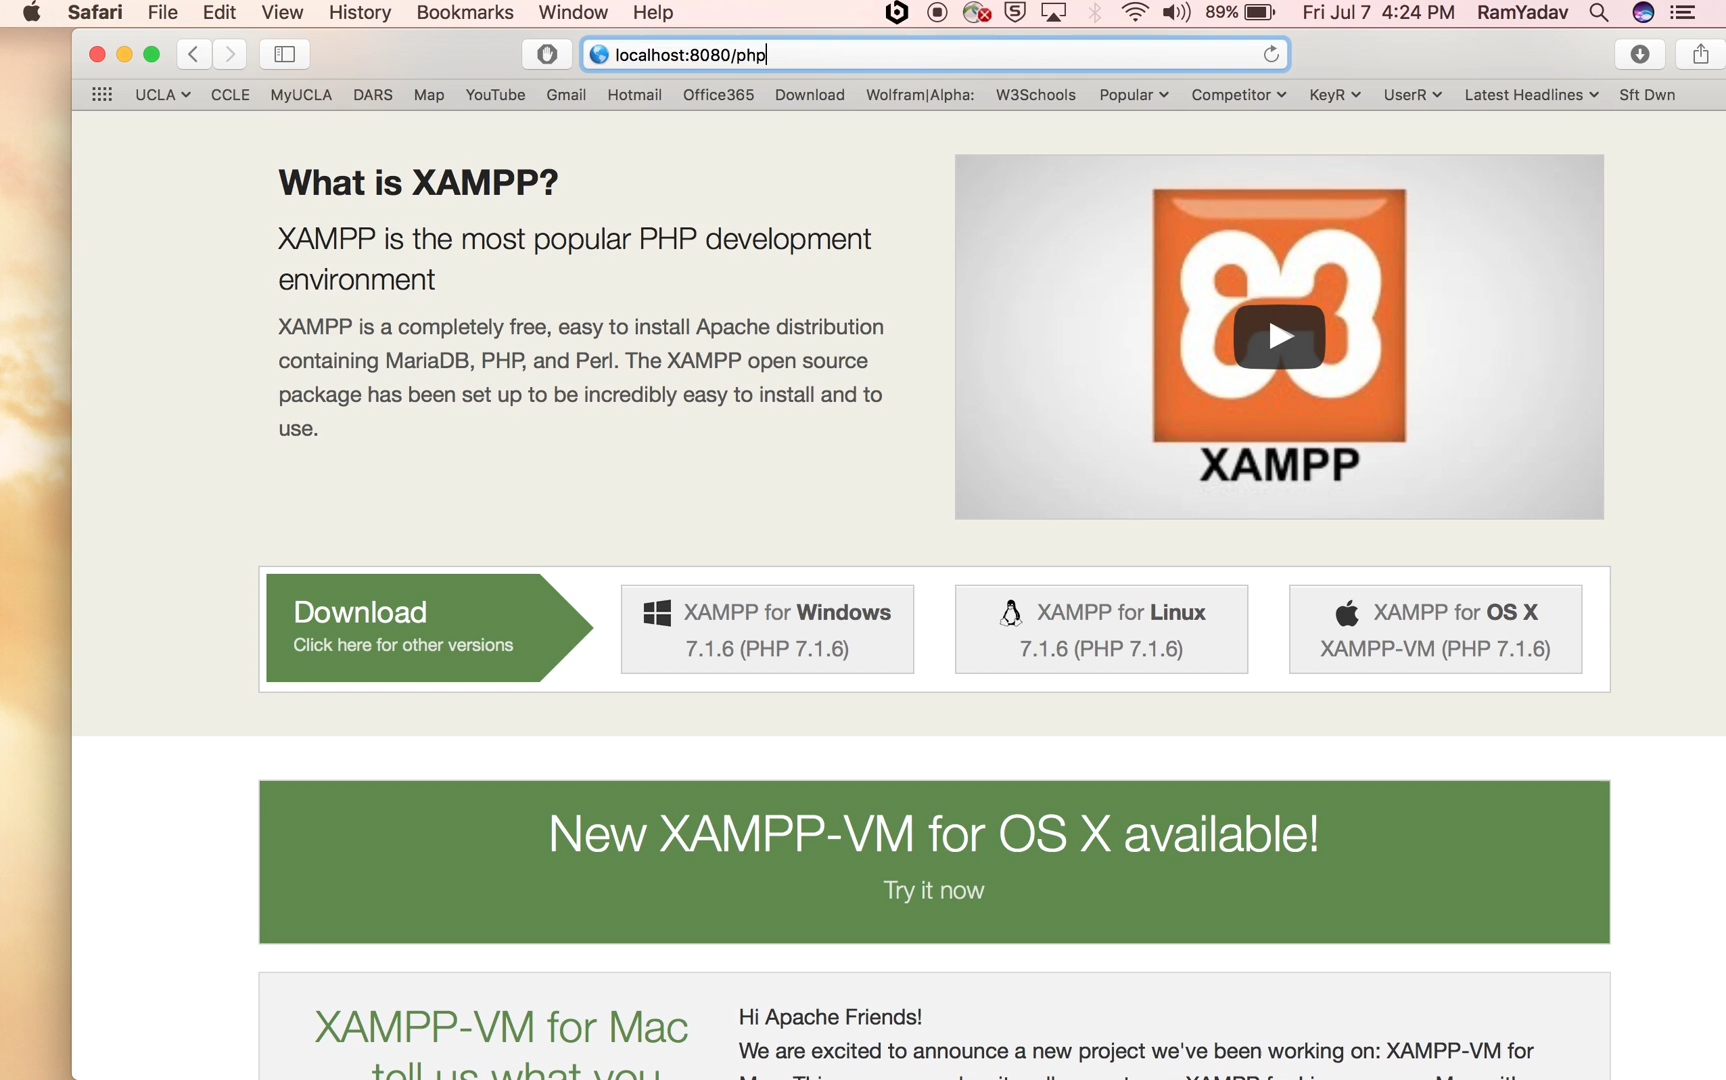 Safari File Edit View History Bookmarks Window Help 89% Fri Jul 7 4:24 PM RamYadav
localhost:8080/php
UCLA CCLE MyUCLA DARS Map YouTube Gmail Hotmail Office365 Download Wolfram|Alpha: W3Schools Popular Competitor KeyR UserR Latest Headlines Sft Dwn
What is XAMPP?
XAMPP is the most popular PHP development
environment
XAMPP is a completely free, easy to install Apache distribution
containing MariaDB, PHP, and Perl. The XAMPP open source
package has been set up to be incredibly easy to install and to
use.
XAMPP
Download
Click here for other versions
XAMPP for Windows
7.1.6 (PHP 7.1.6)
XAMPP for Linux
7.1.6 (PHP 7.1.6)
XAMPP for OS X
XAMPP-VM (PHP 7.1.6)
New XAMPP-VM for OS X available!
Try it now
XAMPP-VM for Mac
tell us what you
Hi Apache Friends!
We are excited to announce a new project we've been working on: XAMPP-VM for